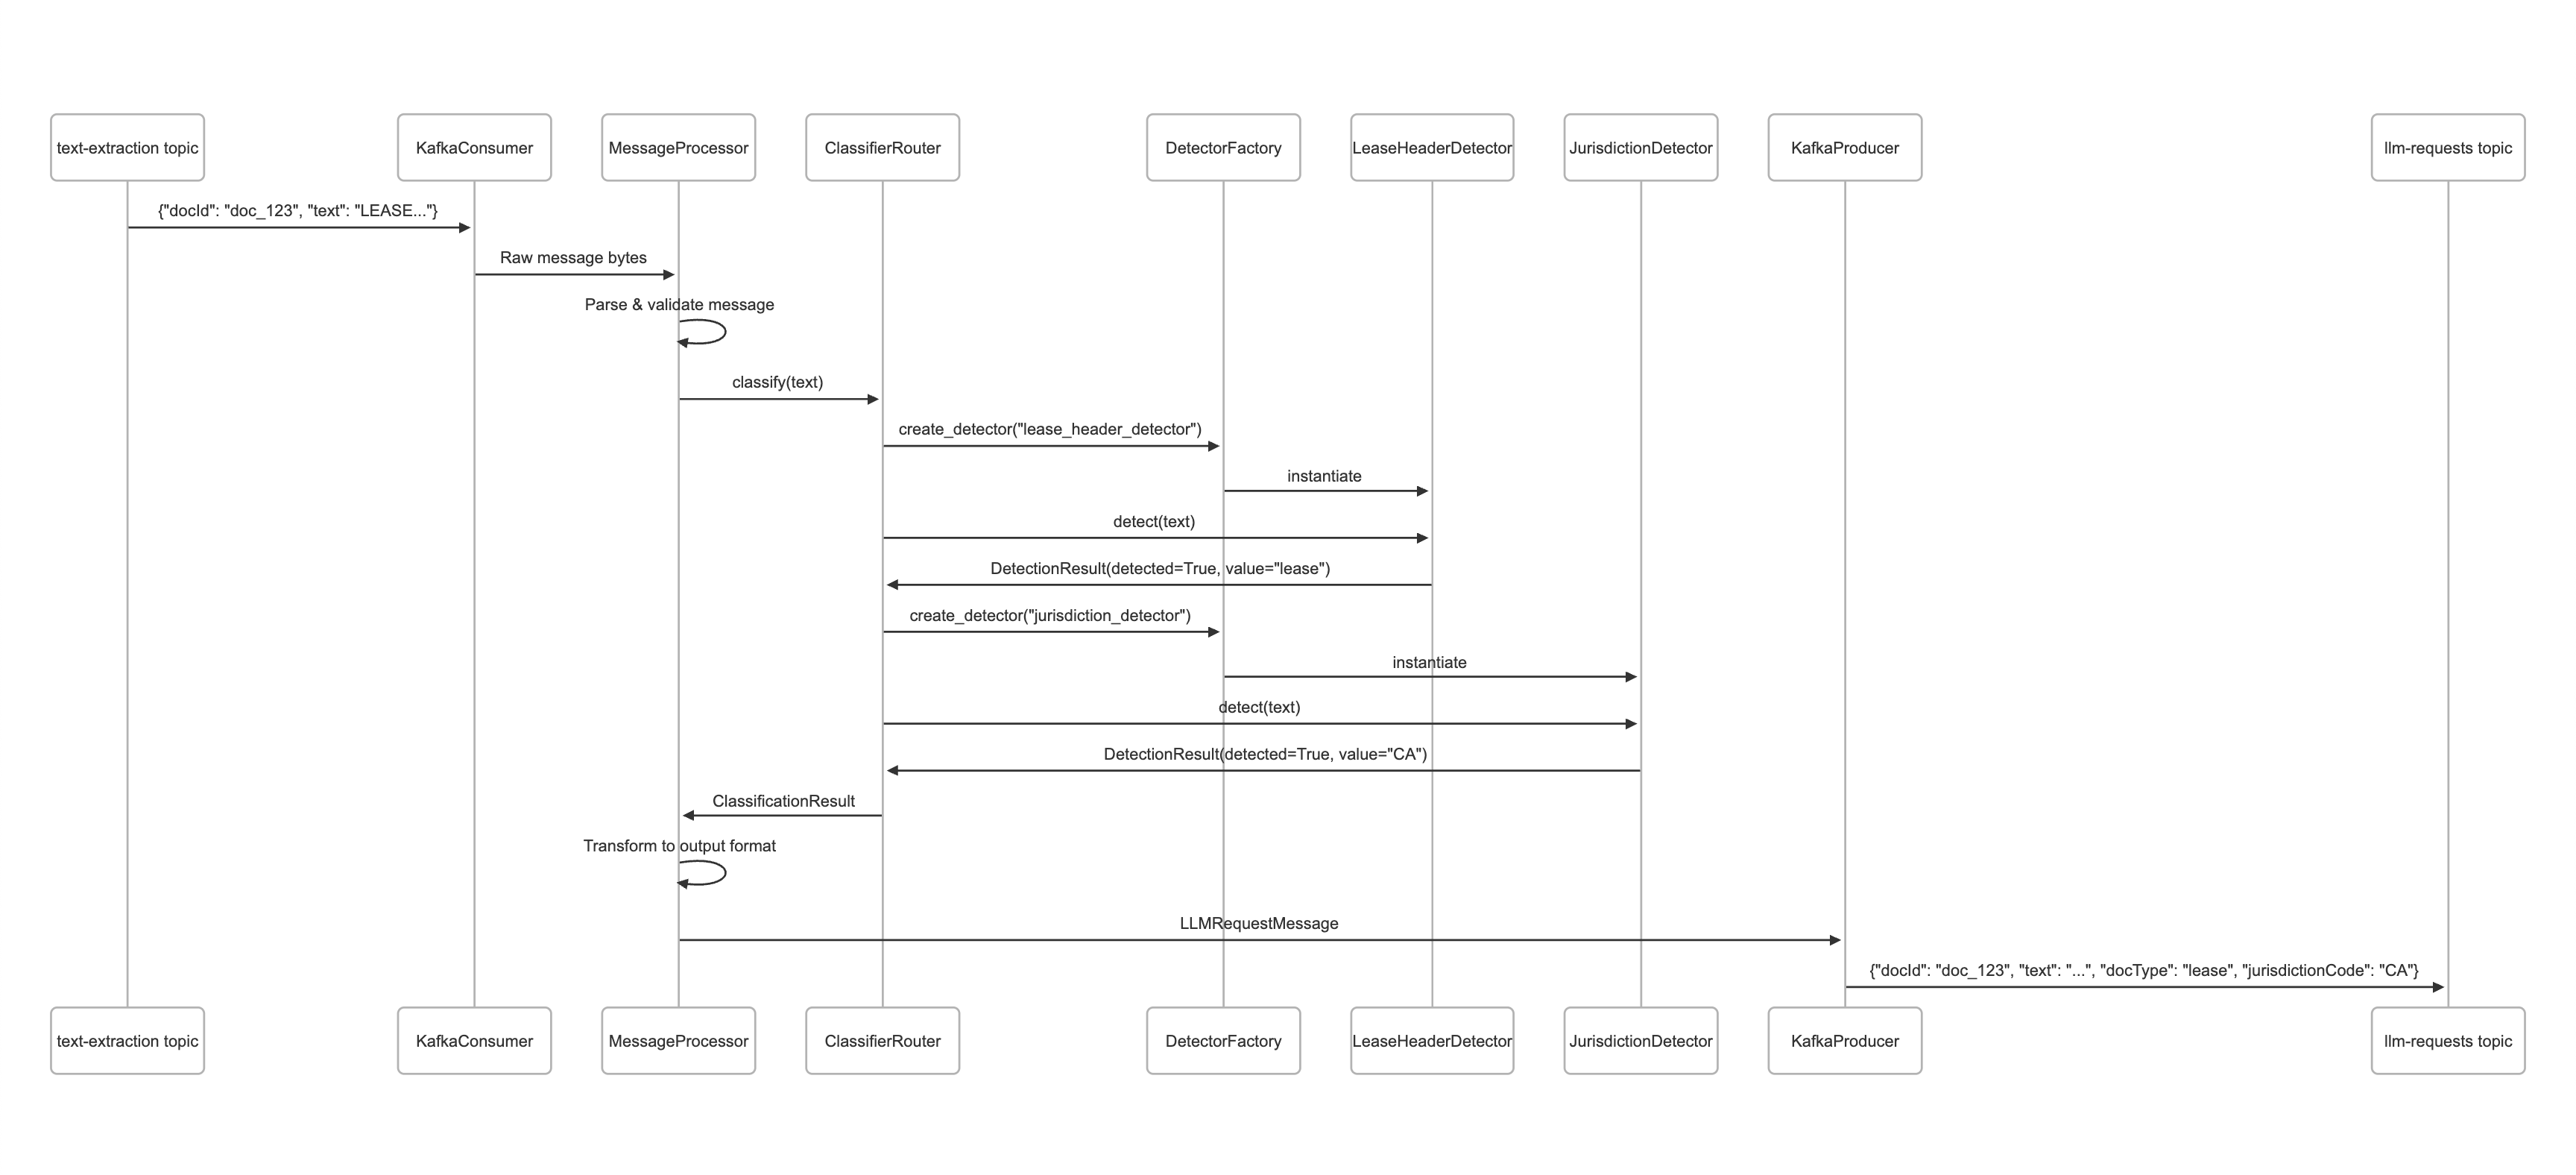 text-extraction topic
KafkaConsumer
MessageProcessor
ClassifierRouter
DetectorFactory
LeaseHeaderDetector
JurisdictionDetector
KafkaProducer
llm-requests topic
{"docId": "doc_123", "text": "LEASE..."}
Raw message bytes
Parse & validate message
classify(text)
create_detector("lease_header_detector")
instantiate
detect(text)
DetectionResult(detected=True, value="lease")
create_detector("jurisdiction_detector")
instantiate
detect(text)
DetectionResult(detected=True, value="CA")
ClassificationResult
Transform to output format
LLMRequestMessage
{"docId": "doc_123", "text": "...", "docType": "lease", "jurisdictionCode": "CA"}
text-extraction topic
KafkaConsumer
MessageProcessor
ClassifierRouter
DetectorFactory
LeaseHeaderDetector
JurisdictionDetector
KafkaProducer
llm-requests topic